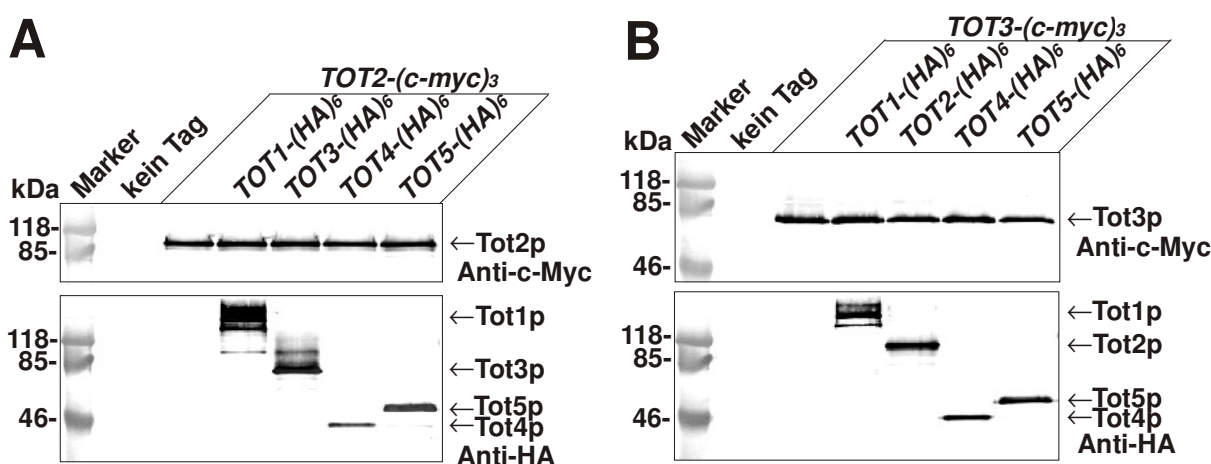 A
TOT2-(c-myc)3
kDa
Marker
kein Tag
TOT1-(HA)6
TOT3-(HA)6
TOT4-(HA)6
TOT5-(HA)6
118-
85-
←Tot2p
Anti-c-Myc
118-
85-
46-
←Tot1p
←Tot3p
←Tot5p
←Tot4p
Anti-HA
B
TOT3-(c-myc)3
kDa
Marker
kein Tag
TOT1-(HA)6
TOT2-(HA)6
TOT4-(HA)6
TOT5-(HA)6
118-
85-
46-
←Tot3p
Anti-c-Myc
118-
85-
46-
←Tot1p
←Tot2p
←Tot5p
←Tot4p
Anti-HA